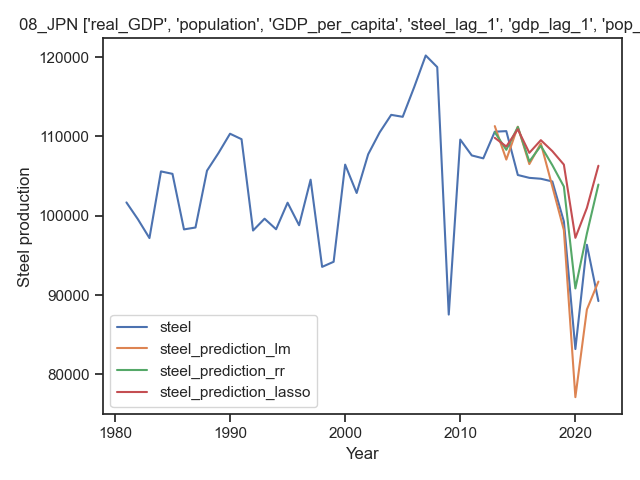 08_JPN ['real_GDP', 'population', 'GDP_per_capita', 'steel_lag_1', 'gdp_lag_1', 'pop_
120000
110000
100000
90000
80000
Steel production
steel
steel_prediction_lm
steel_prediction_rr
steel_prediction_lasso
1980
1990
2000
2010
2020
Year